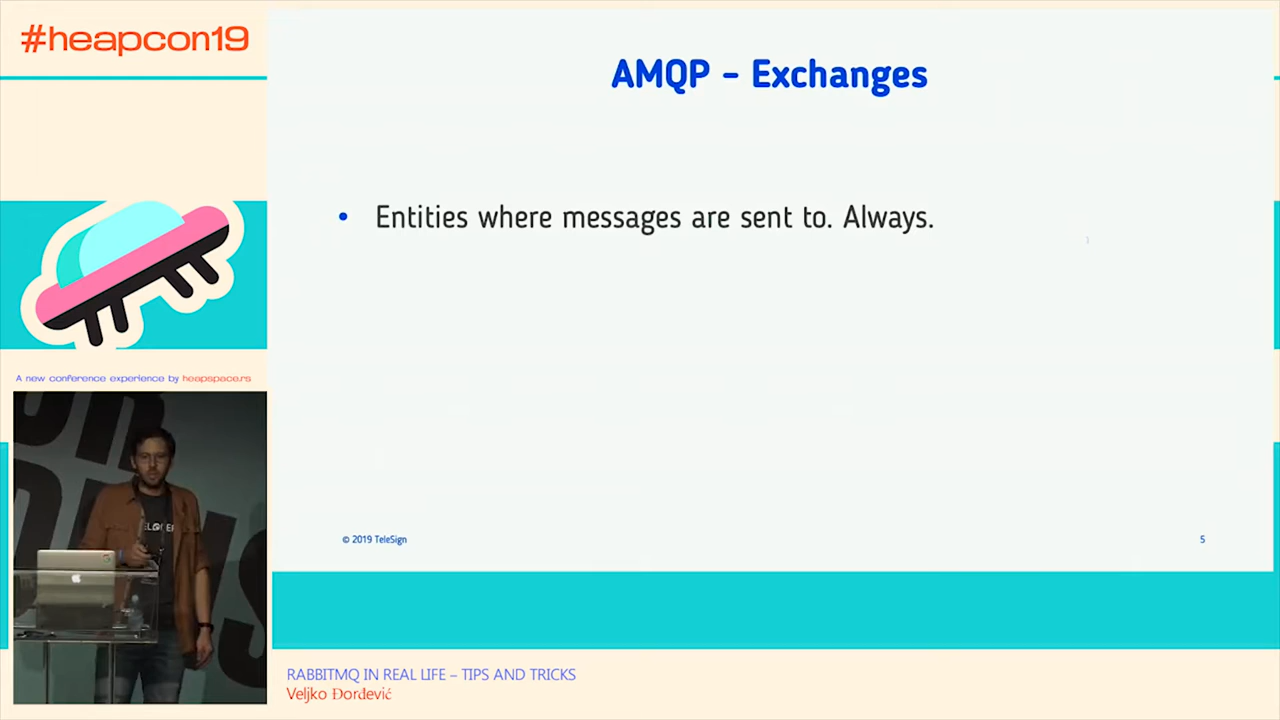 #heapcon19
AMQP – Exchanges
• Entities where messages are sent to. Always.
A new conference experience by heapspace.rs
© 2019 TeleSign
5
RABBITMQ IN REAL LIFE – TIPS AND TRICKS
Veljko Đorđević